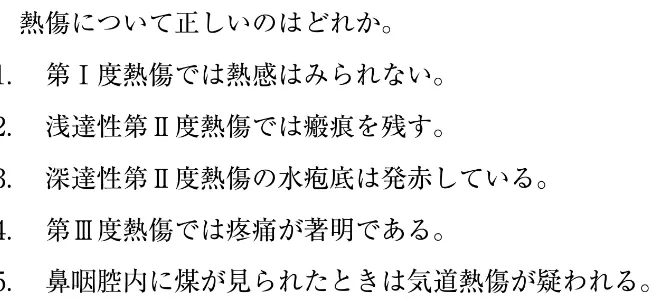 熱傷について正しいのはどれか。
1. 第Ⅰ度熱傷では熱感はみられない。
2. 浅達性第Ⅱ度熱傷では瘢痕を残す。
3. 深達性第Ⅱ度熱傷の水疱底は発赤している。
4. 第Ⅲ度熱傷では疼痛が著明である。
5. 鼻咽腔内に煤が見られたときは気道熱傷が疑われる。